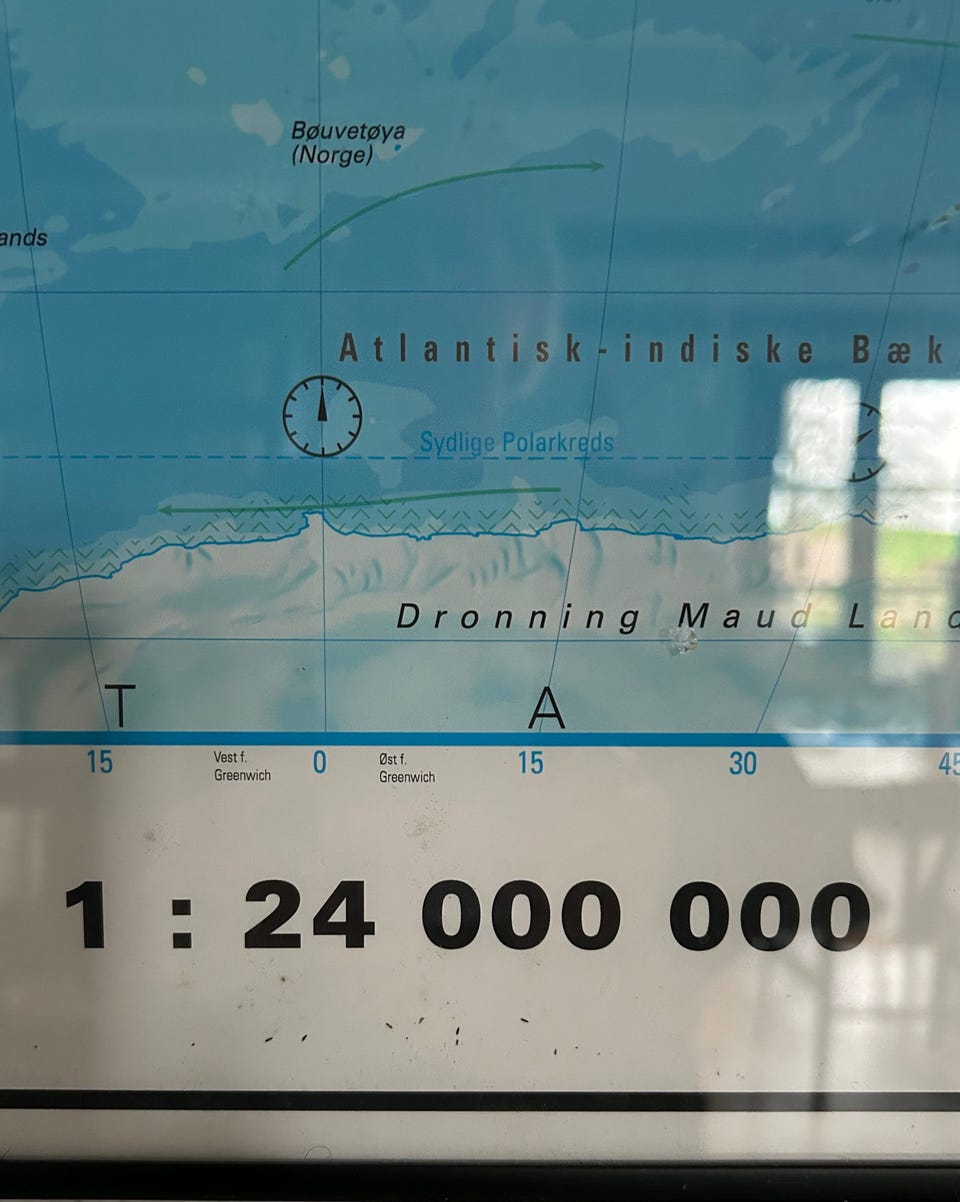 Bøuvetøya
(Norge)
ands
Atlantisk-indiske Bæk
Sydlige Polarkreds
Dronning Maud Land
T A
15 Vest f. Greenwich 0 Øst f. Greenwich 15 30 45
1 : 24 000 000